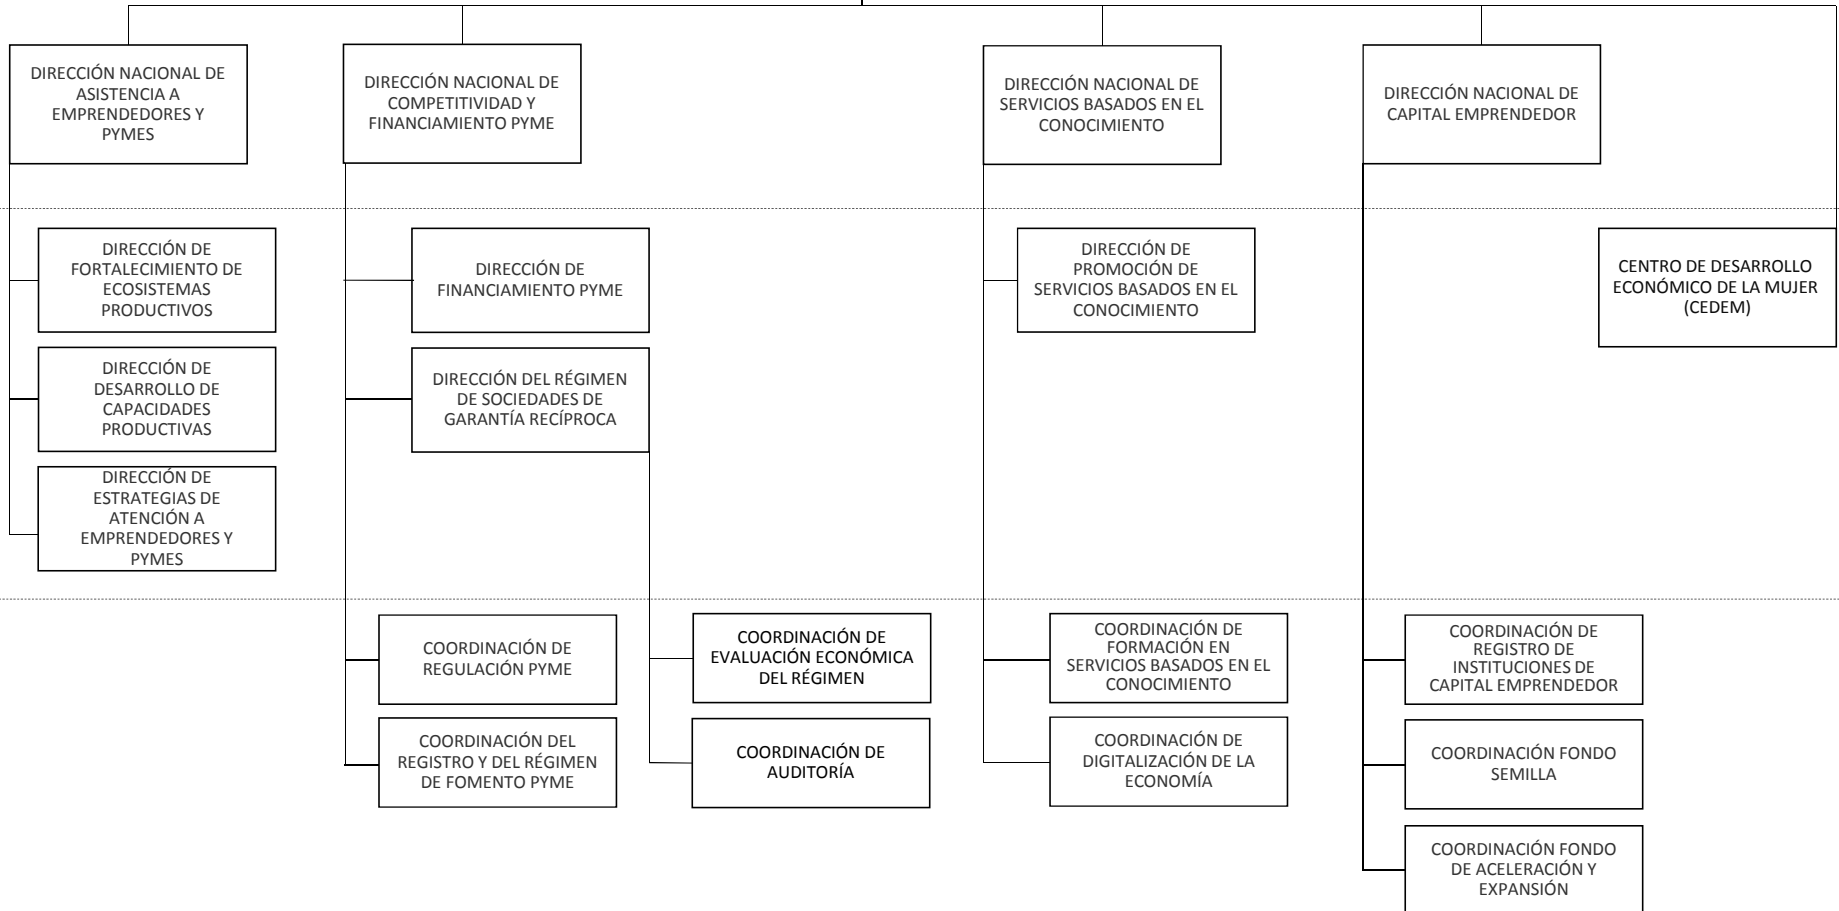 DIRECCIÓN NACIONAL DE
ASISTENCIA A
EMPRENDEDORES Y
PYMES
DIRECCIÓN NACIONAL DE
COMPETITIVIDAD Y
FINANCIAMIENTO PYME
DIRECCIÓN NACIONAL DE
SERVICIOS BASADOS EN EL
CONOCIMIENTO
DIRECCIÓN NACIONAL DE
CAPITAL EMPRENDEDOR
DIRECCIÓN DE
FORTALECIMIENTO DE
ECOSISTEMAS
PRODUCTIVOS
DIRECCIÓN DE
FINANCIAMIENTO PYME
DIRECCIÓN DE
PROMOCIÓN DE
SERVICIOS BASADOS EN EL
CONOCIMIENTO
CENTRO DE DESARROLLO
ECONÓMICO DE LA MUJER
(CEDEM)
DIRECCIÓN DE
DESARROLLO DE
CAPACIDADES
PRODUCTIVAS
DIRECCIÓN DEL RÉGIMEN
DE SOCIEDADES DE
GARANTÍA RECÍPROCA
DIRECCIÓN DE
ESTRATEGIAS DE
ATENCIÓN A
EMPRENDEDORES Y
PYMES
COORDINACIÓN DE
REGULACIÓN PYME
COORDINACIÓN DE
EVALUACIÓN ECONÓMICA
DEL RÉGIMEN
COORDINACIÓN DE
FORMACIÓN EN
SERVICIOS BASADOS EN EL
CONOCIMIENTO
COORDINACIÓN DE
REGISTRO DE
INSTITUCIONES DE
CAPITAL EMPRENDEDOR
COORDINACIÓN DEL
REGISTRO Y DEL RÉGIMEN
DE FOMENTO PYME
COORDINACIÓN DE
AUDITORÍA
COORDINACIÓN DE
DIGITALIZACIÓN DE LA
ECONOMÍA
COORDINACIÓN FONDO
SEMILLA
COORDINACIÓN FONDO
DE ACELERACIÓN Y
EXPANSIÓN